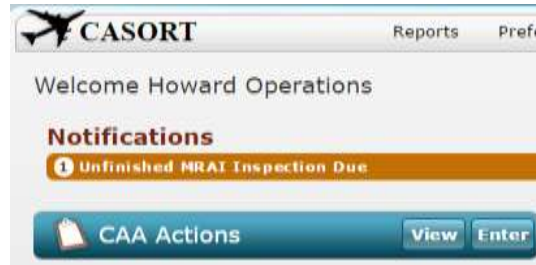 CASORT Reports
Welcome Howard Operations
Notifications
1 Unfinished MRAI Inspection Due
CAA Actions View Enter